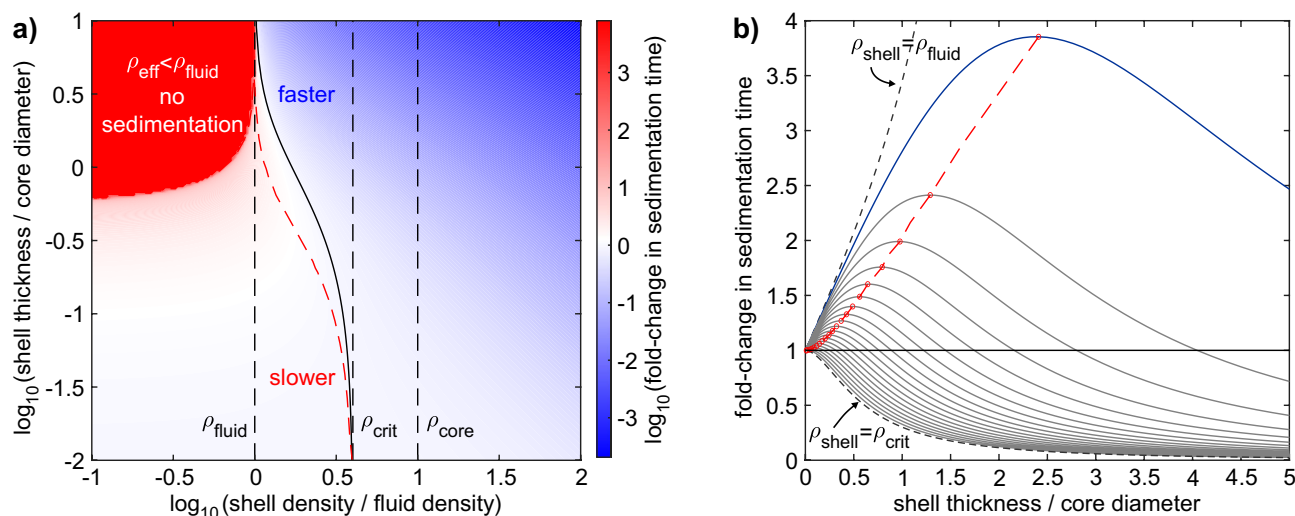 a)
ρeff<ρfluid
no
sedimentation
faster
slower
ρfluid
ρcrit
ρcore
1
0.5
0
-0.5
-1
-1.5
-2
-1
-0.5
0
0.5
1
1.5
2
log10(shell thickness / core diameter)
log10(shell density / fluid density)
3
2
1
0
-1
-2
-3
log10(fold-change in sedimentation time)
b)
ρshell=ρfluid
ρshell=ρcrit
4
3.5
3
2.5
2
1.5
1
0.5
0
0
0.5
1
1.5
2
2.5
3
3.5
4
4.5
5
fold-change in sedimentation time
shell thickness / core diameter